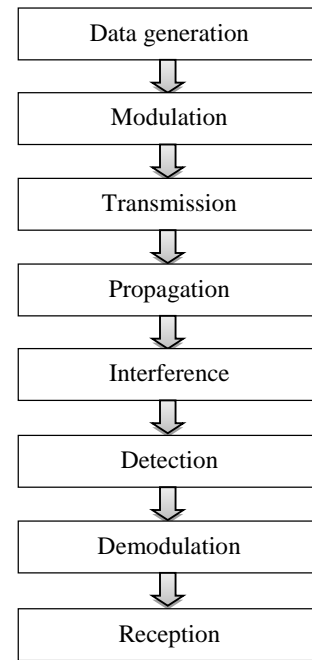 Data generation
Modulation
Transmission
Propagation
Interference
Detection
Demodulation
Reception